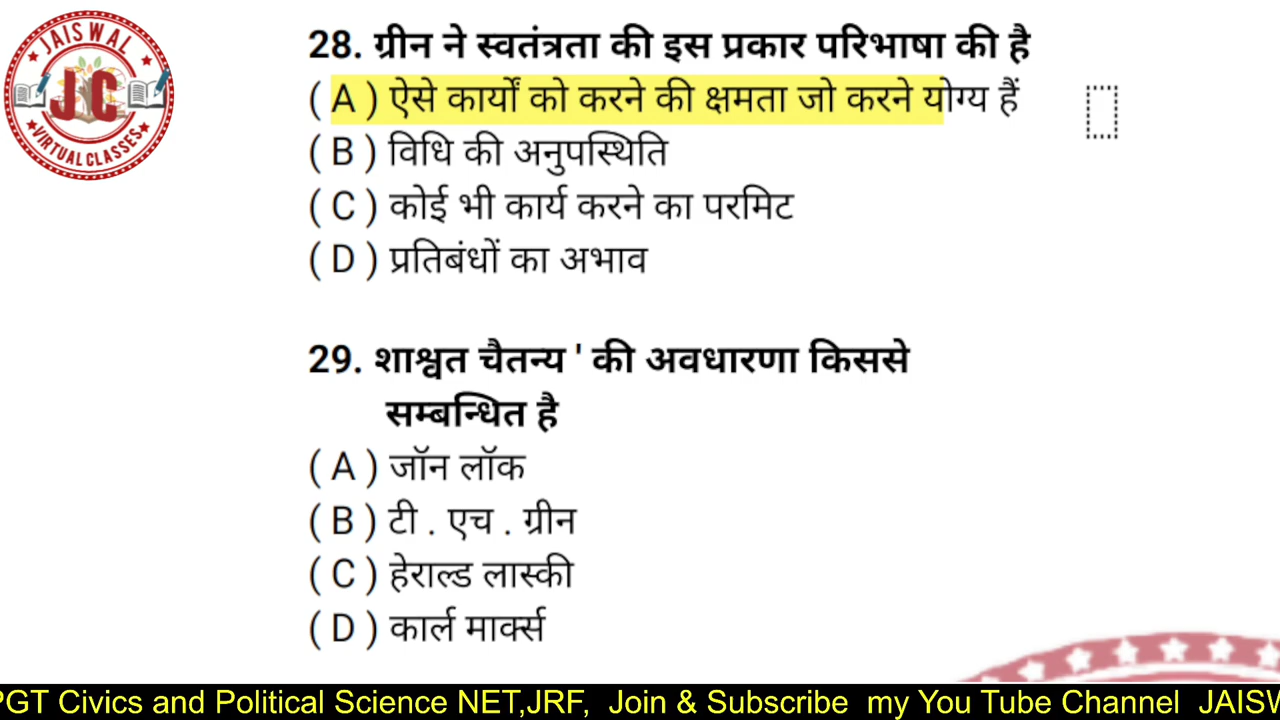 JAISWAL
JC
VIRTUAL CLASSES
28. ग्रीन ने स्वतंत्रता की इस प्रकार परिभाषा की है
( A ) ऐसे कार्यों को करने की क्षमता जो करने योग्य हैं
( B ) विधि की अनुपस्थिति
( C ) कोई भी कार्य करने का परमिट
( D ) प्रतिबंधों का अभाव
29. शाश्वत चैतन्य ' की अवधारणा किससे
सम्बन्धित है
( A ) जॉन लॉक
( B ) टी . एच . ग्रीन
( C ) हेराल्ड लास्की
( D ) कार्ल मार्क्स
PGT Civics and Political Science NET,JRF, Join & Subscribe my You Tube Channel JAISW